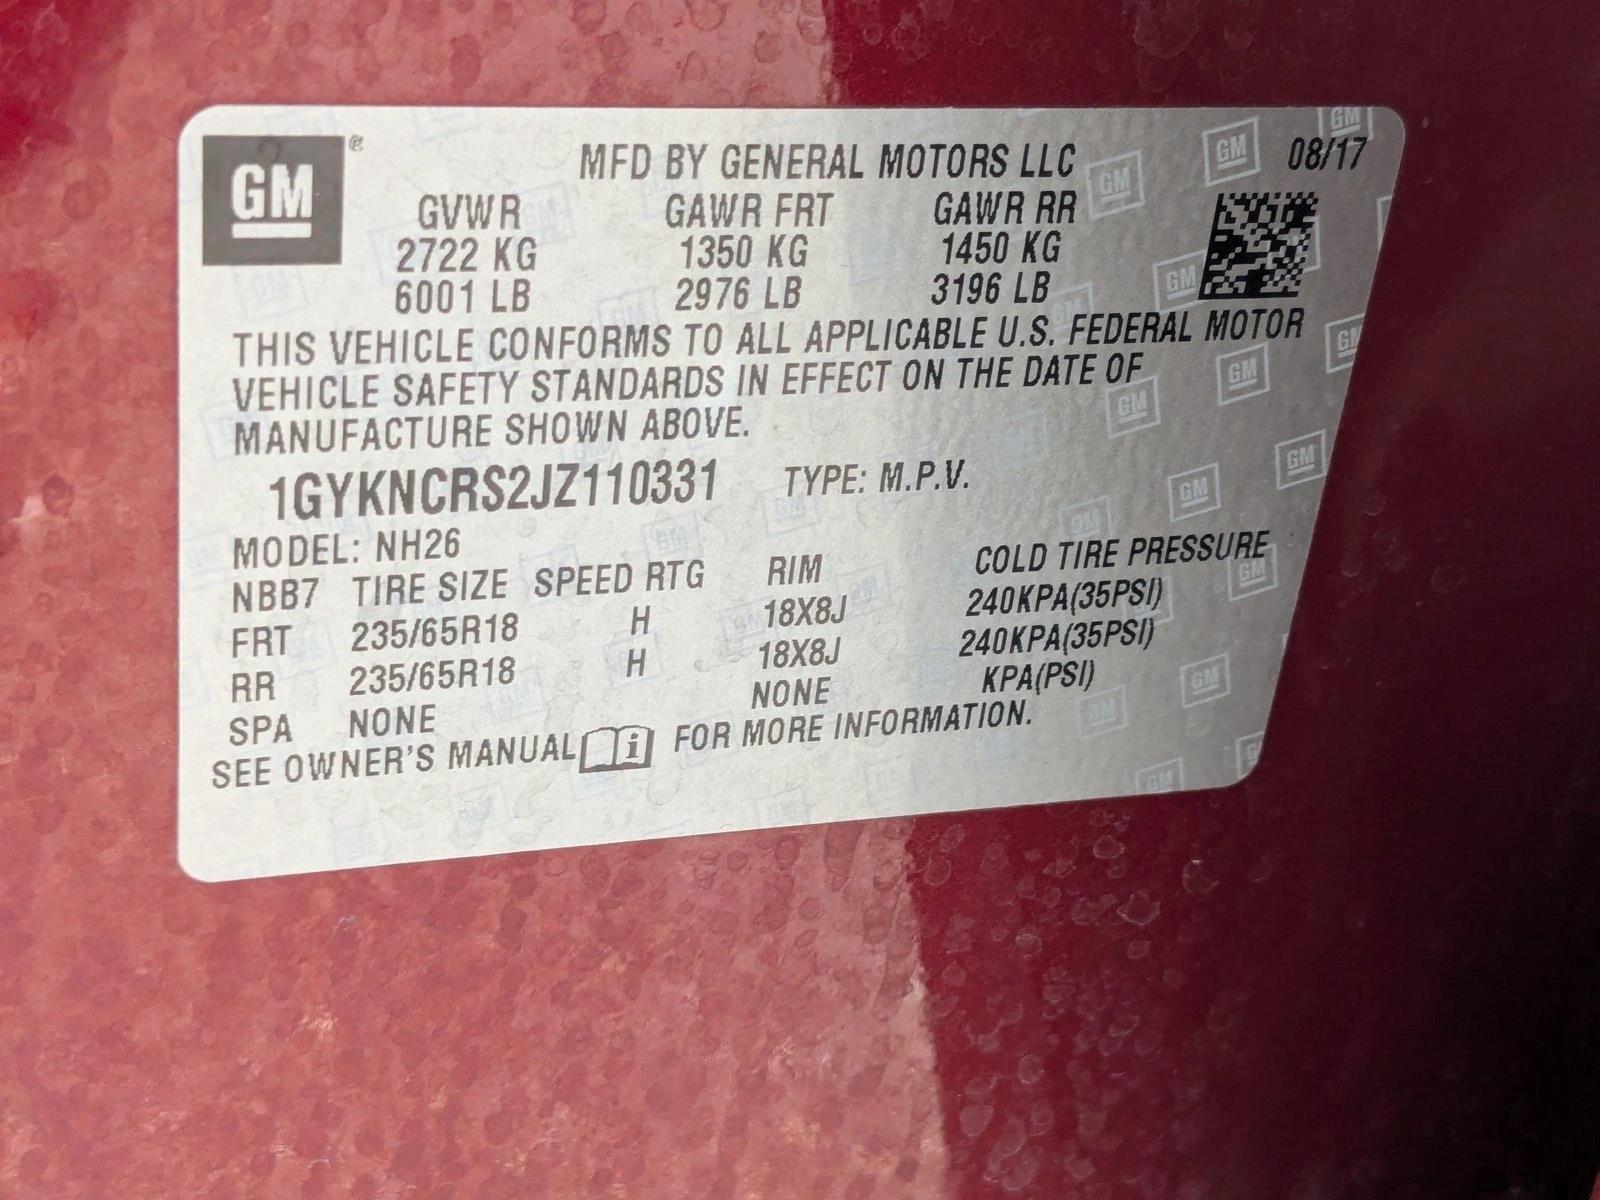 GM
MFD BY GENERAL MOTORS LLC 08/17
GVWR GAWR FRT GAWR RR
2722 KG 1350 KG 1450 KG
6001 LB 2976 LB 3196 LB
THIS VEHICLE CONFORMS TO ALL APPLICABLE U.S. FEDERAL MOTOR
VEHICLE SAFETY STANDARDS IN EFFECT ON THE DATE OF
MANUFACTURE SHOWN ABOVE.
1GYKNCRS2JZ110331 TYPE: M.P.V.
MODEL: NH26
NBB7 TIRE SIZE SPEED RTG RIM COLD TIRE PRESSURE
FRT 235/65R18 H 18X8J 240KPA(35PSI)
RR 235/65R18 H 18X8J 240KPA(35PSI)
SPA NONE NONE KPA(PSI)
SEE OWNER'S MANUAL i FOR MORE INFORMATION.